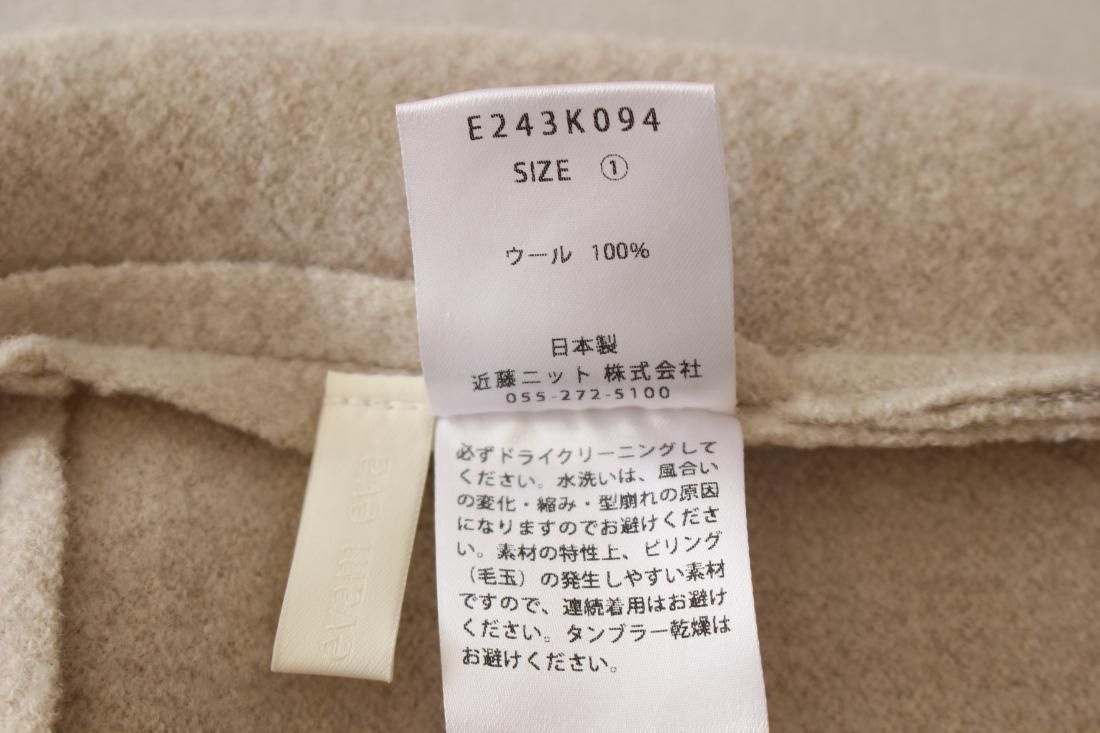 E243K094
SIZE ①
ウール 100%
日本製
近藤ニット 株式会社
055-272-5100
必ずドライクリーニングして
ください。水洗いは、風合い
の変化・縮み・型崩れの原因
になりますのでお避けくださ
い。素材の特性上、ピリング
（毛玉）の発生しやすい素材
ですので、連続着用はお避け
ください。タンブラー乾燥は
お避けください。